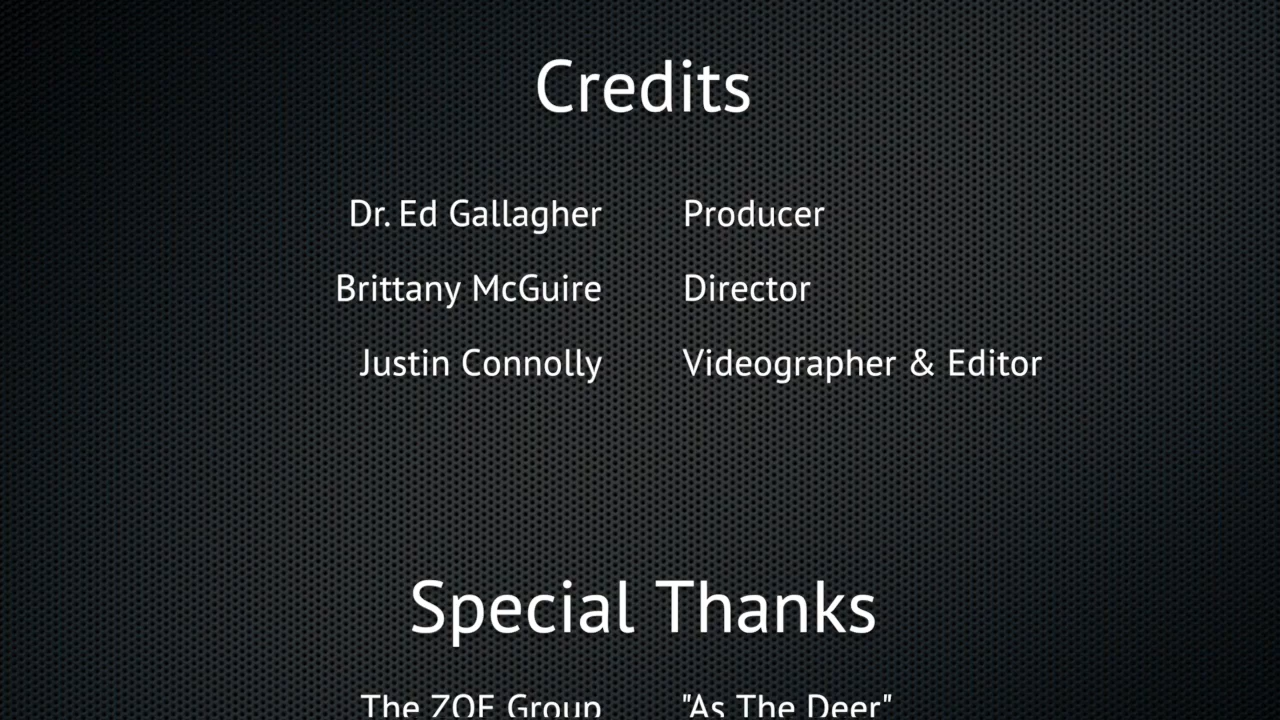 Credits
Dr. Ed Gallagher Producer
Brittany McGuire Director
Justin Connolly Videographer & Editor
Special Thanks
The ZOE Group "As The Deer"